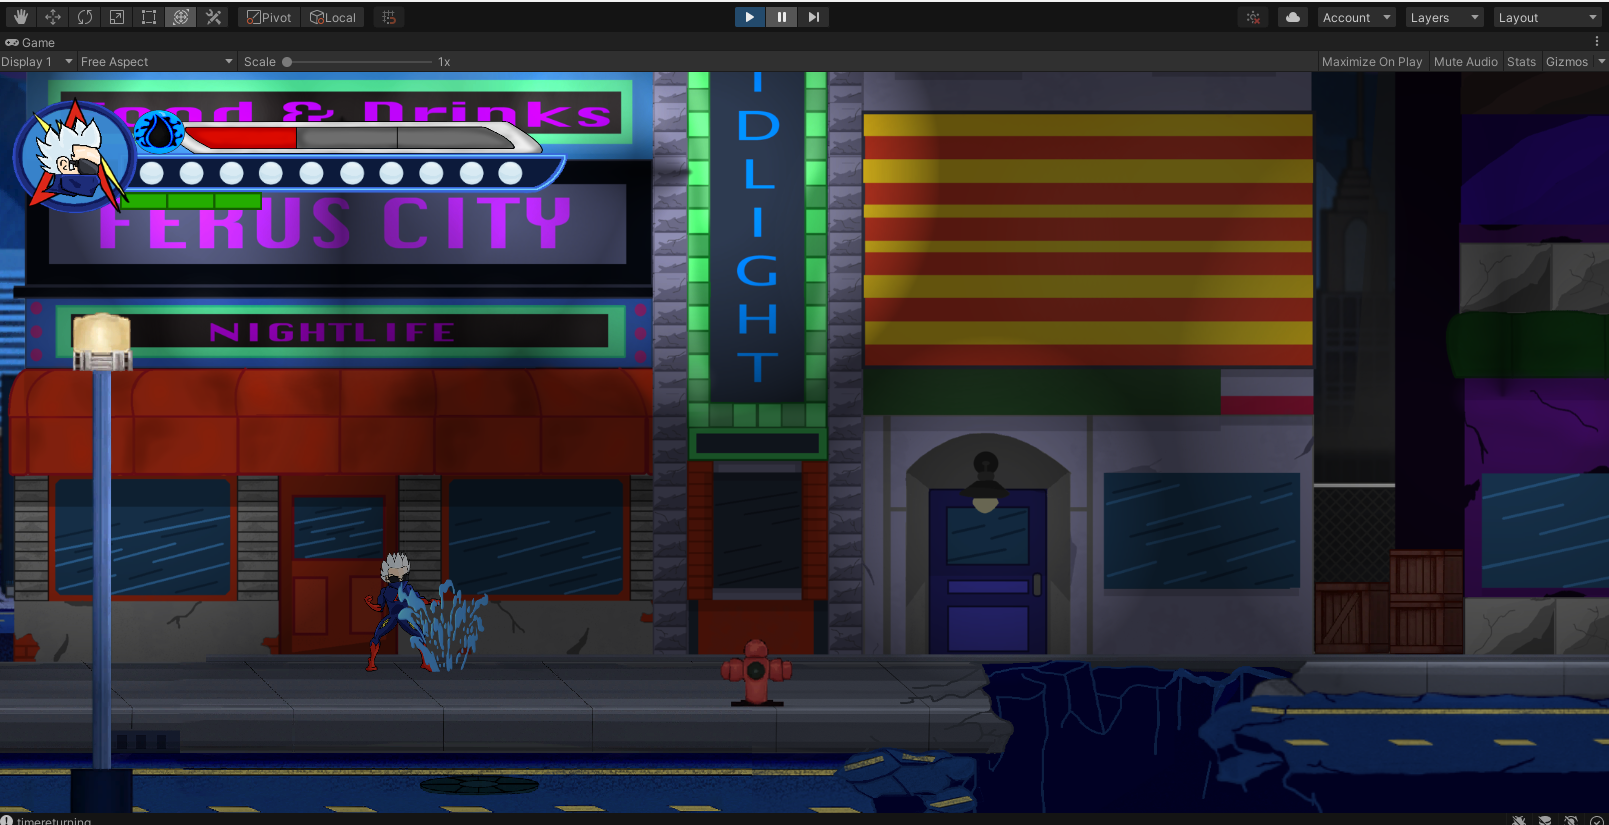 Pivot Local Account Layers Layout
Game
Display 1 Free Aspect Scale 1x Maximize On Play Mute Audio Stats Gizmos
Food & Drinks
FERUS CITY
NIGHTLIFE
I
D
L
I
G
H
T
timereturning